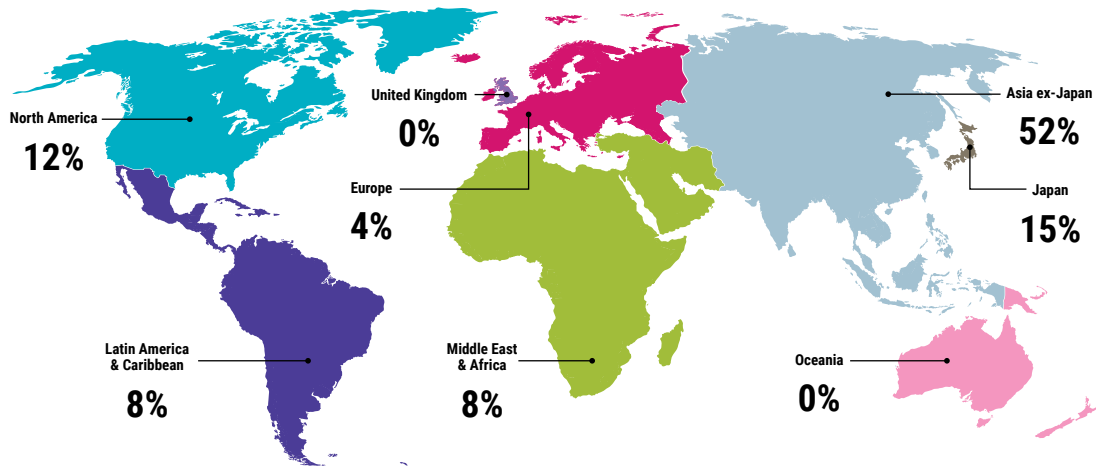 North America
12%
United Kingdom
0%
Europe
4%
Asia ex-Japan
52%
Japan
15%
Latin America
& Caribbean
8%
Middle East
& Africa
8%
Oceania
0%